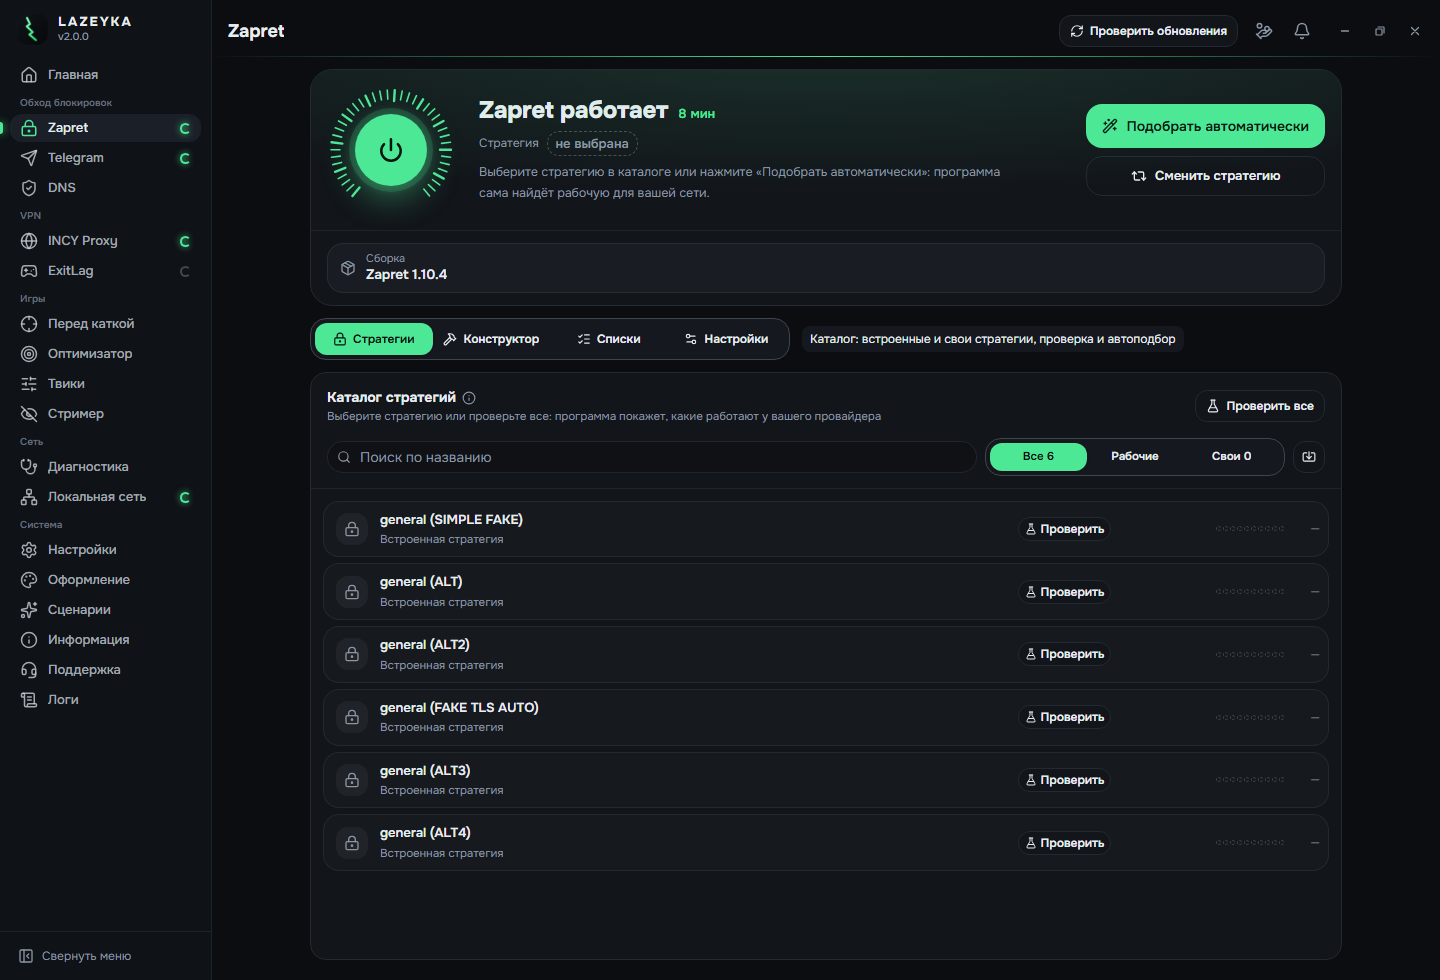 LAZEYKA
v2.0.0
Главная
Обход блокировок
Zapret
Telegram
DNS
VPN
INCY Proxy
ExitLag
Игры
Перед каткой
Оптимизатор
Твики
Стример
Сеть
Диагностика
Локальная сеть
Система
Настройки
Оформление
Сценарии
Информация
Поддержка
Логи
Свернуть меню
Zapret
Проверить обновления
Zapret работает 8 мин
Стратегия не выбрана
Выберите стратегию в каталоге или нажмите «Подобрать автоматически»: программа
сама найдёт рабочую для вашей сети.
Подобрать автоматически
Сменить стратегию
Сборка
Zapret 1.10.4
Стратегии Конструктор Списки Настройки
Каталог: встроенные и свои стратегии, проверка и автоподбор
Каталог стратегий
Выберите стратегию или проверьте все: программа покажет, какие работают у вашего провайдера
Проверить все
Поиск по названию
Все 6 Рабочие Свои 0
general (SIMPLE FAKE)
Встроенная стратегия
Проверить –
general (ALT)
Встроенная стратегия
Проверить –
general (ALT2)
Встроенная стратегия
Проверить –
general (FAKE TLS AUTO)
Встроенная стратегия
Проверить –
general (ALT3)
Встроенная стратегия
Проверить –
general (ALT4)
Встроенная стратегия
Проверить –